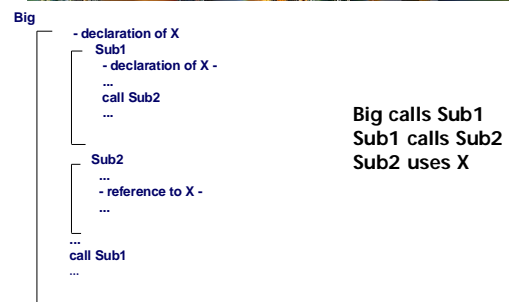 Big
- declaration of X
Sub1
- declaration of X -
...
call Sub2
...
Sub2
...
- reference to X -
...
...
call Sub1
...
Big calls Sub1
Sub1 calls Sub2
Sub2 uses X